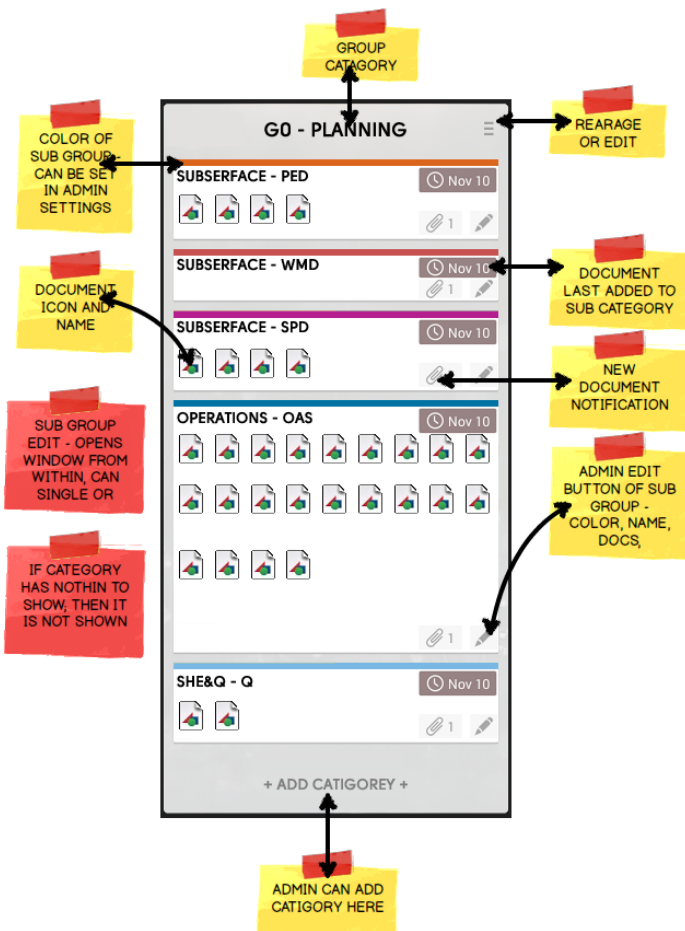 GROUP
CATAGORY
G0 - PLANNING
REARAGE
OR EDIT
COLOR OF
SUB GROUP -
CAN BE SET
IN ADMIN
SETTINGS
SUBSERFACE - PED
Nov 10
1
SUBSERFACE - WMD
Nov 10
1
DOCUMENT
LAST ADDED TO
SUB CATEGORY
DOCUMENT
ICON AND
NAME
SUBSERFACE - SPD
Nov 10
NEW
DOCUMENT
NOTIFICATION
SUB GROUP
EDIT - OPENS
WINDOW FROM
WITHIN, CAN
SINGLE OR
OPERATIONS - OAS
Nov 10
1
ADMIN EDIT
BUTTON OF SUB
GROUP -
COLOR, NAME,
DOCS,
IF CATEGORY
HAS NOTHIN TO
SHOW, THEN IT
IS NOT SHOWN
SHE&Q - Q
Nov 10
1
+ ADD CATIGOREY +
ADMIN CAN ADD
CATIGORY HERE